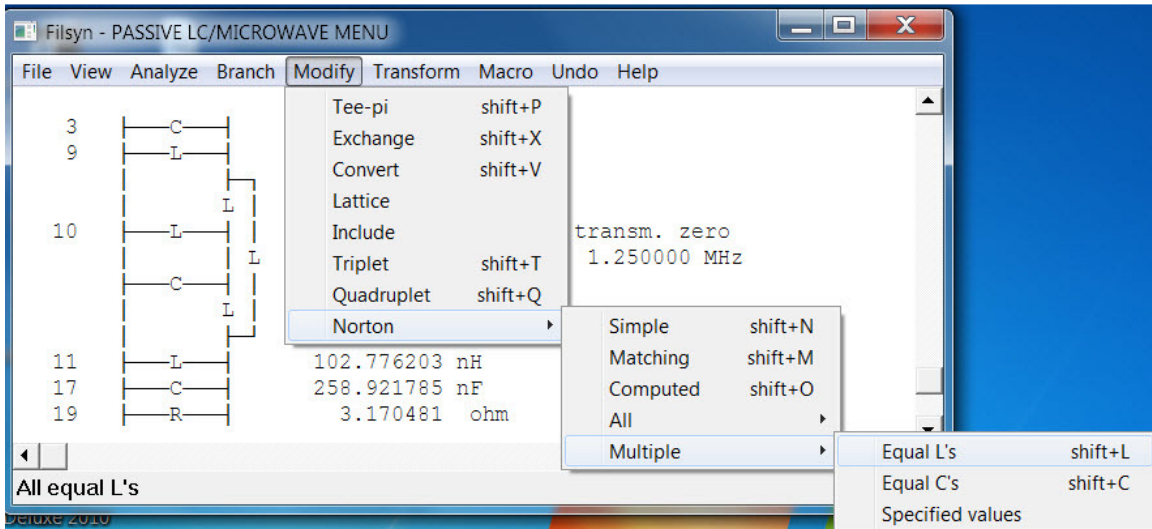 Filsyn - PASSIVE LC/MICROWAVE MENU
File View Analyze Branch Modify Transform Macro Undo Help
Tee-pi shift+P
3 C
Exchange shift+X
9 L
Convert shift+V
L
Lattice
10 L
Include
transm. zero
L
Triplet shift+T
1.250000 MHz
C
Quadruplet shift+Q
L
Norton
Simple shift+N
11 L 102.776203 nH
Matching shift+M
17 C 258.921785 nF
Computed shift+O
19 R 3.170481 ohm
All
Multiple
Equal L's shift+L
All equal L's
Equal C's shift+C
Deluxe 2010
Specified values